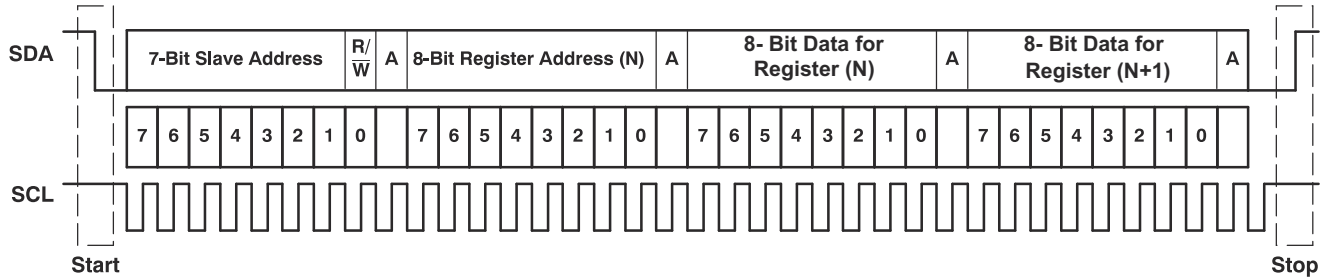 SDA
7-Bit Slave Address
R/
W
A
8-Bit Register Address (N)
A
8- Bit Data for
Register (N)
A
8- Bit Data for
Register (N+1)
A
7 6 5 4 3 2 1 0 7 6 5 4 3 2 1 0 7 6 5 4 3 2 1 0 7 6 5 4 3 2 1 0
SCL
Start
Stop